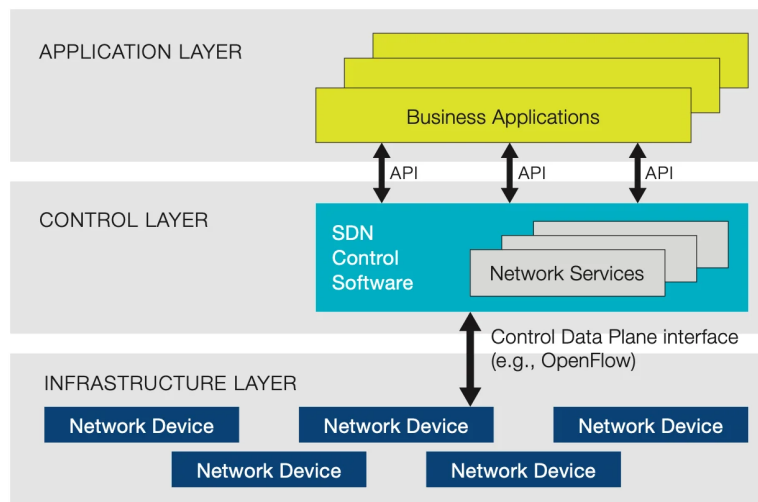 APPLICATION LAYER
Business Applications
API
API
API
CONTROL LAYER
SDN
Control
Software
Network Services
Control Data Plane interface
(e.g., OpenFlow)
INFRASTRUCTURE LAYER
Network Device
Network Device
Network Device
Network Device
Network Device